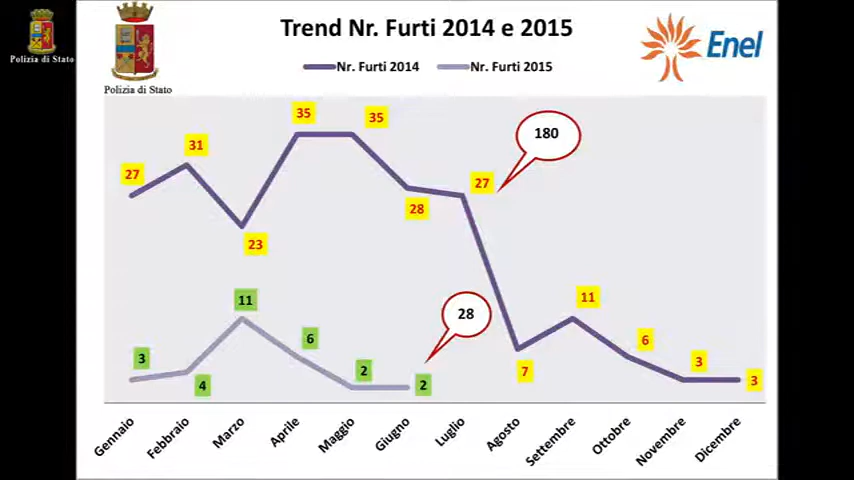 Polizia di Stato
Polizia di Stato
Trend Nr. Furti 2014 e 2015
Enel
Nr. Furti 2014 Nr. Furti 2015
27 31 23 35 35 28 27 7 11 6 3 3
180
3 4 11 6 2 2
28
Gennaio Febbraio Marzo Aprile Maggio Giugno Luglio Agosto Settembre Ottobre Novembre Dicembre